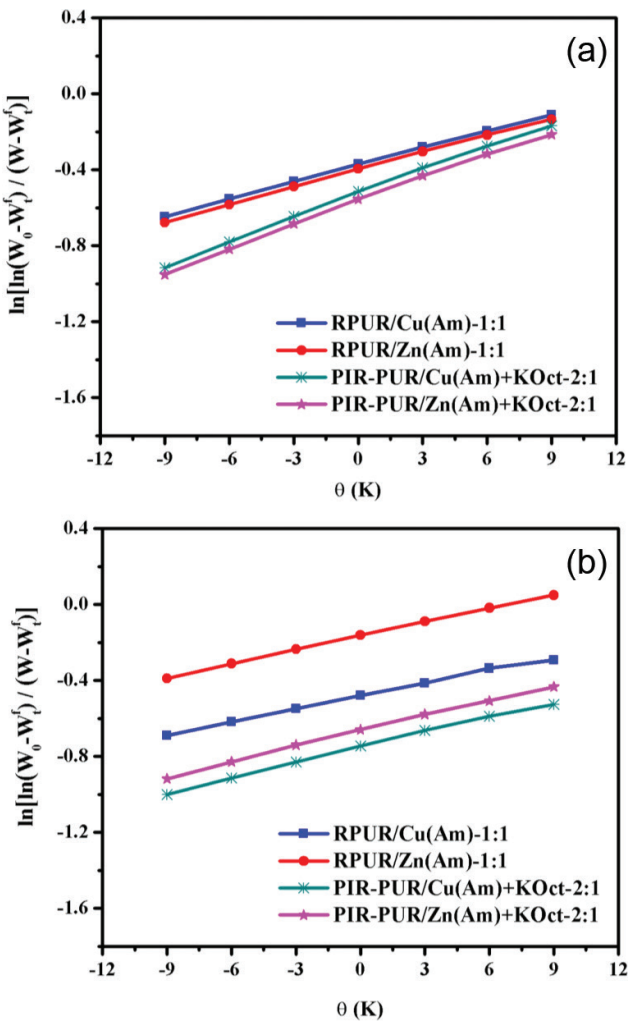 (a)
ln[ln(W₀-Wₜᶠ) / (W-Wₜᶠ)]
0.4
0.0
-0.4
-0.8
-1.2
-1.6
RPUR/Cu(Am)-1:1
RPUR/Zn(Am)-1:1
PIR-PUR/Cu(Am)+KOct-2:1
PIR-PUR/Zn(Am)+KOct-2:1
-12 -9 -6 -3 0 3 6 9 12
θ (K)
(b)
ln[ln(W₀-Wₜᶠ) / (W-Wₜᶠ)]
0.4
0.0
-0.4
-0.8
-1.2
-1.6
RPUR/Cu(Am)-1:1
RPUR/Zn(Am)-1:1
PIR-PUR/Cu(Am)+KOct-2:1
PIR-PUR/Zn(Am)+KOct-2:1
-12 -9 -6 -3 0 3 6 9 12
θ (K)